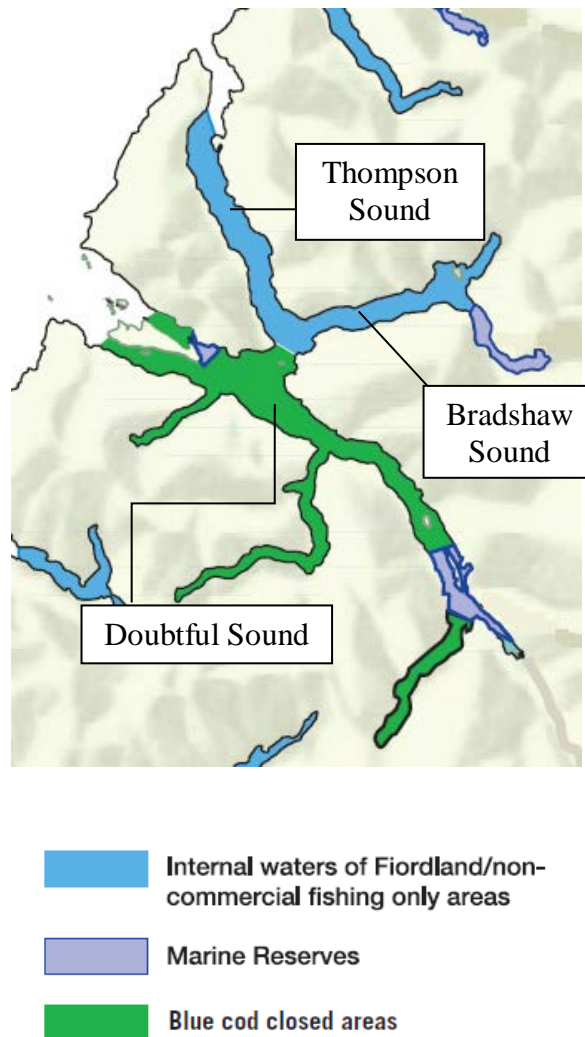 Thompson
Sound
Bradshaw
Sound
Doubtful Sound
Internal waters of Fiordland/non-
commercial fishing only areas
Marine Reserves
Blue cod closed areas